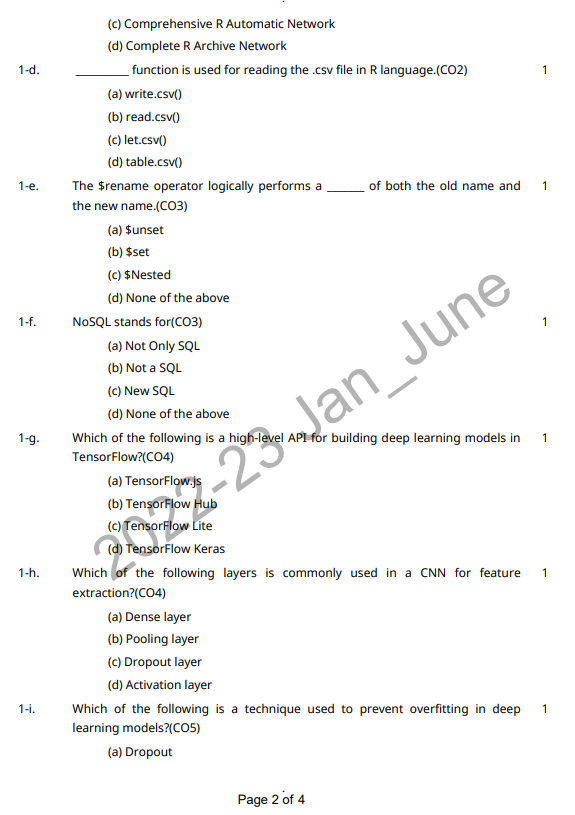 (c) Comprehensive R Automatic Network
(d) Complete R Archive Network
1-d. ________ function is used for reading the .csv file in R language.(CO2) 1
(a) write.csv()
(b) read.csv()
(c) let.csv()
(d) table.csv()
1-e. The $rename operator logically performs a ______ of both the old name and 1
the new name.(CO3)
(a) $unset
(b) $set
(c) $Nested
(d) None of the above
1-f. NoSQL stands for(CO3) 1
(a) Not Only SQL
(b) Not a SQL
(c) New SQL
(d) None of the above
1-g. Which of the following is a high-level API for building deep learning models in 1
TensorFlow?(CO4)
(a) TensorFlow.js
(b) TensorFlow Hub
(c) TensorFlow Lite
(d) TensorFlow Keras
1-h. Which of the following layers is commonly used in a CNN for feature 1
extraction?(CO4)
(a) Dense layer
(b) Pooling layer
(c) Dropout layer
(d) Activation layer
1-i. Which of the following is a technique used to prevent overfitting in deep 1
learning models?(CO5)
(a) Dropout
Page 2 of 4
2022-23 Jan_June